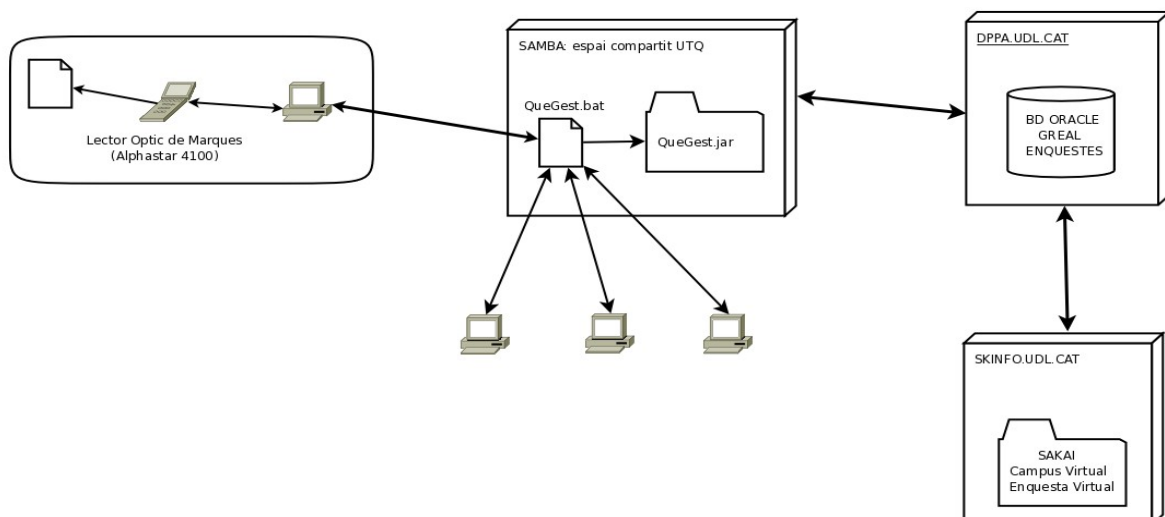 Lector Optic de Marques
(Alphastar 4100)
SAMBA: espai compartit UTQ
QueGest.bat
QueGest.jar
DPPA.UDL.CAT
BD ORACLE
GREAL
ENQUESTES
SKINFO.UDL.CAT
SAKAI
Campus Virtual
Enquesta Virtual